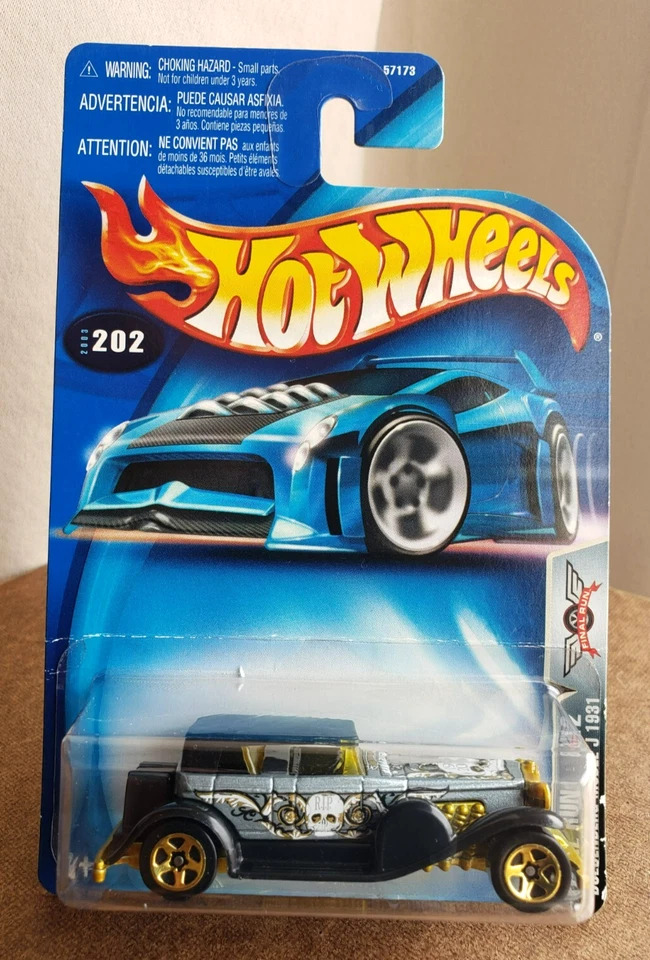 WARNING: CHOKING HAZARD - Small parts.
Not for children under 3 years.
57173
ADVERTENCIA: PUEDE CAUSAR ASFIXIA.
No recomendable para menores de
3 años. Contiene piezas pequeñas.
ATTENTION: NE CONVIENT PAS aux enfants
de moins de 36 mois. Petits éléments
détachables susceptibles d'être avalés.
HOT WHEELS
®
2003
202
FINAL RUN
J 1931
RIP
4+